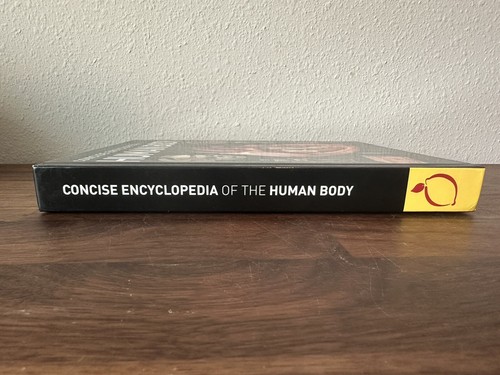 CONCISE ENCYCLOPEDIA OF THE HUMAN BODY